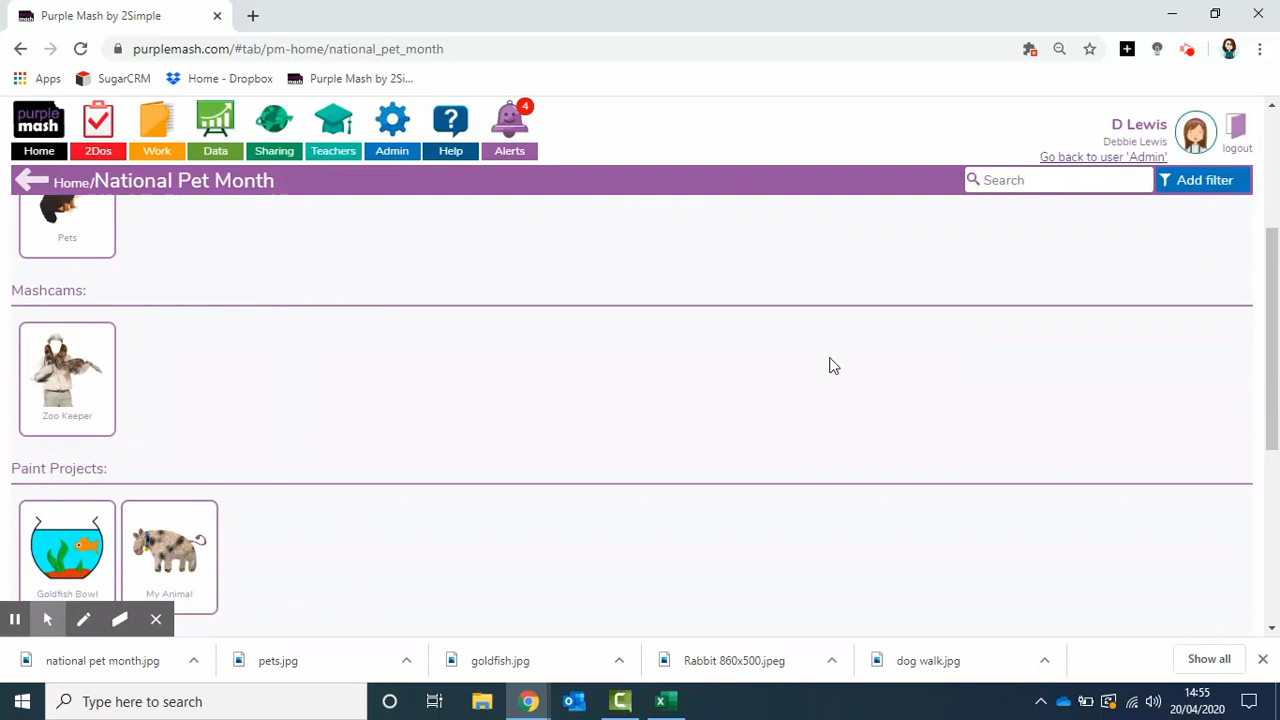 Purple Mash by 2Simple
purplemash.com/#tab/pm-home/national_pet_month
Apps SugarCRM Home - Dropbox Purple Mash by 2Si...
purple mash
Home 2Dos Work Data Sharing Teachers Admin Help Alerts
4
D Lewis
Debbie Lewis
Go back to user 'Admin'
logout
Home/National Pet Month
Search
Add filter
Pets
Mashcams:
Zoo Keeper
Paint Projects:
Goldfish Bowl My Animal
national pet month.jpg pets.jpg goldfish.jpg Rabbit 860x500.jpeg dog walk.jpg Show all
Type here to search
14:55
20/04/2020